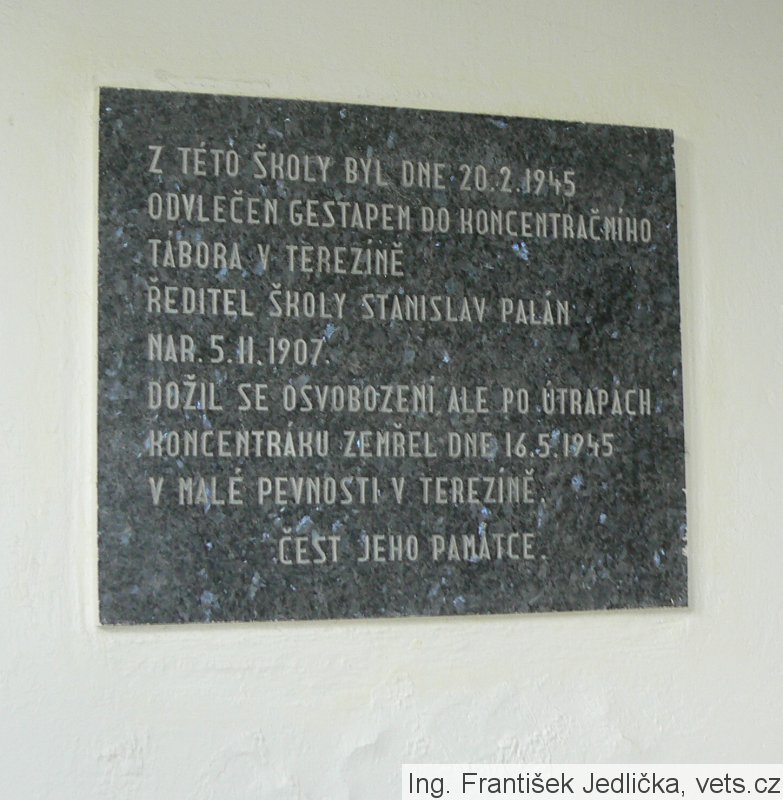 Z TÉTO ŠKOLY BYL DNE 20.2.1945
ODVLEČEN GESTAPEM DO KONCENTRAČNÍHO
TÁBORA V TEREZÍNĚ
ŘEDITEL ŠKOLY STANISLAV PALÁN
NAR. 5.11.1907.
DOŽIL SE OSVOBOZENÍ ALE PO ÚTRAPÁCH
KONCENTRÁKU ZEMŘEL DNE 16.5.1945
V MALÉ PEVNOSTI V TEREZÍNĚ.
ČEST JEHO PAMÁTCE.
Ing. František Jedlička, vets.cz